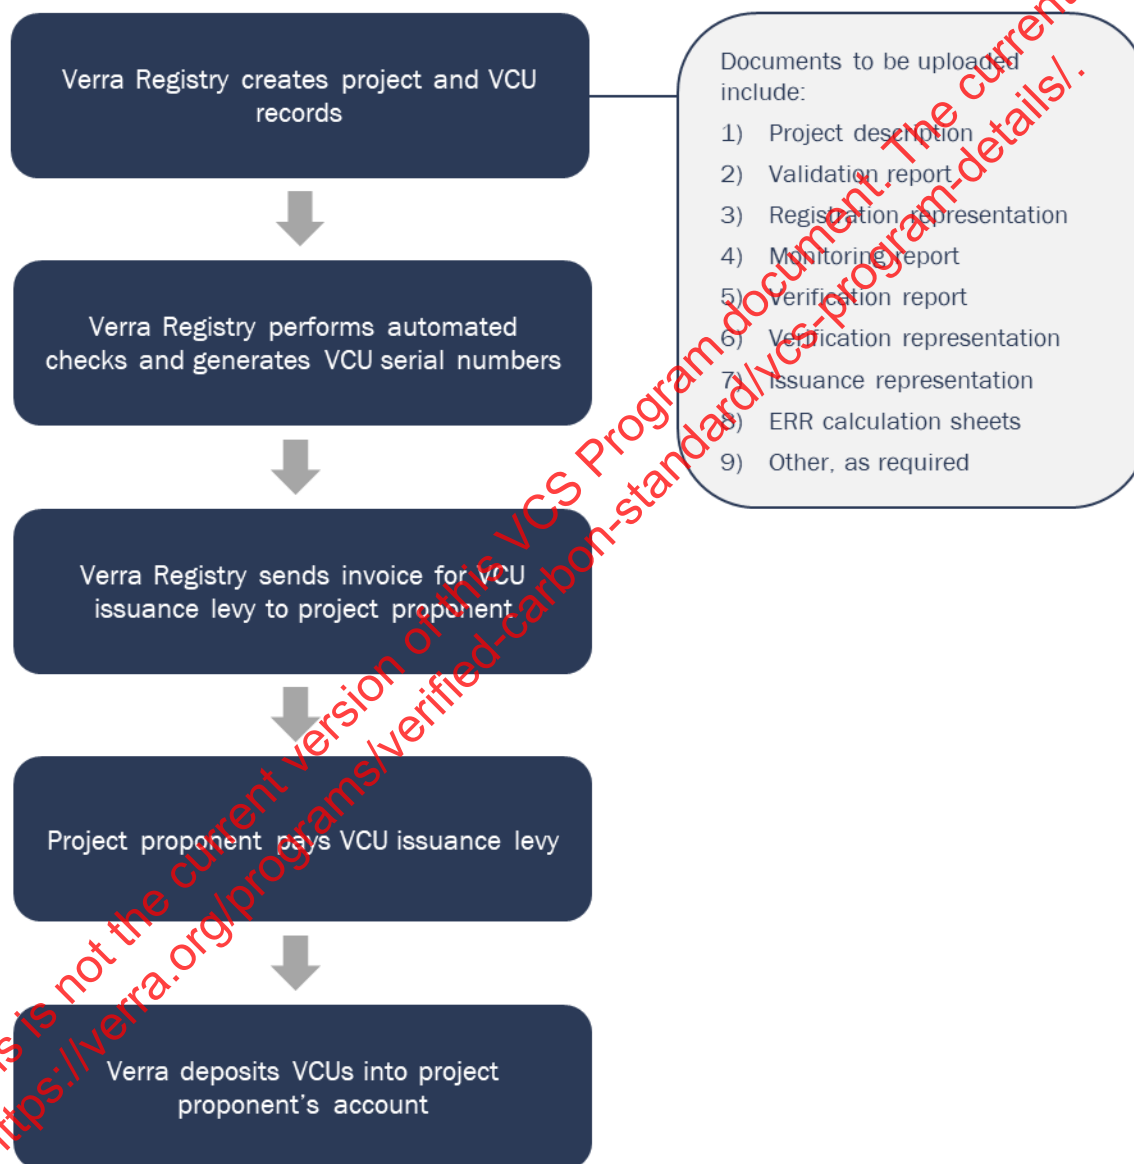 Verra Registry creates project and VCU
records
Documents to be uploaded
include:
1) Project description
2) Validation report
3) Registration representation
4) Monitoring report
5) Verification report
6) Verification representation
7) Issuance representation
8) ERR calculation sheets
9) Other, as required
Verra Registry performs automated
checks and generates VCU serial numbers
Verra Registry sends invoice for VCU
issuance levy to project proponent
Project proponent pays VCU issuance levy
Verra deposits VCUs into project
proponent's account
is not the current version of this VCS Program document. The current
https://verra.org/programs/verified-carbon-standard/vcs-program-details/.